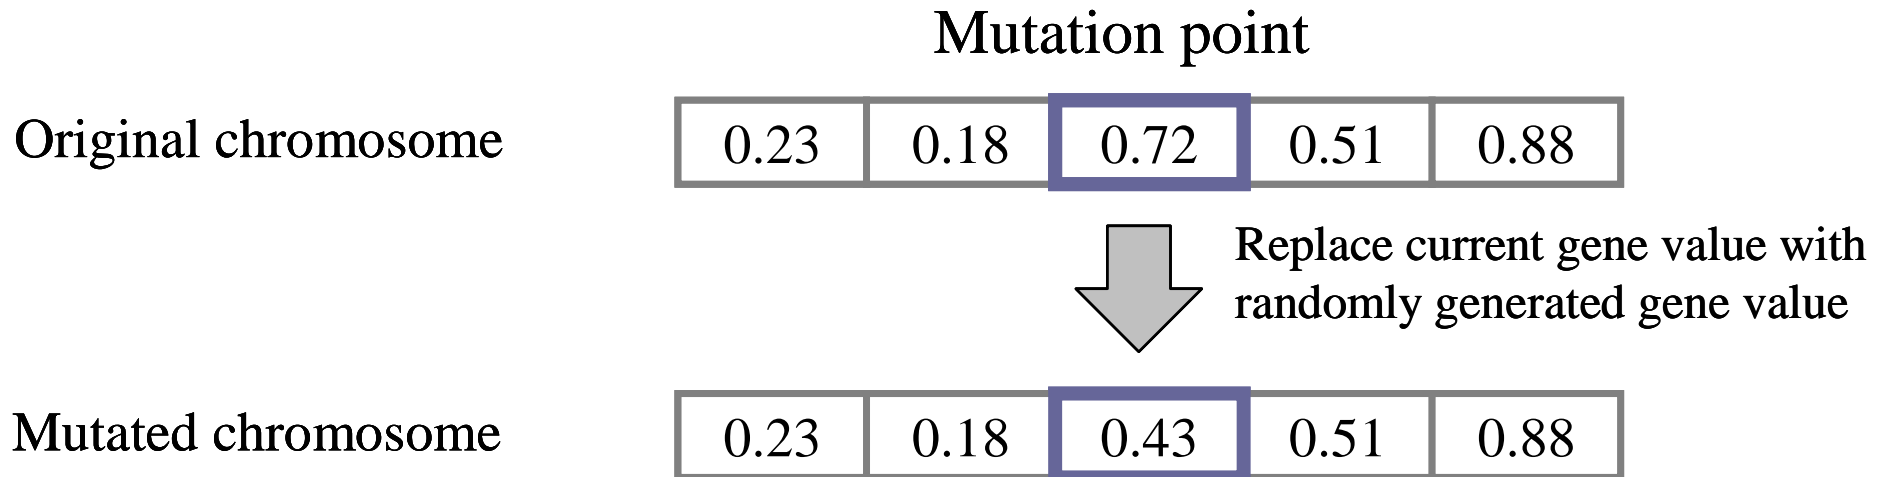 Mutation point
Original chromosome 0.23 0.18 0.72 0.51 0.88
Replace current gene value with
randomly generated gene value
Mutated chromosome 0.23 0.18 0.43 0.51 0.88